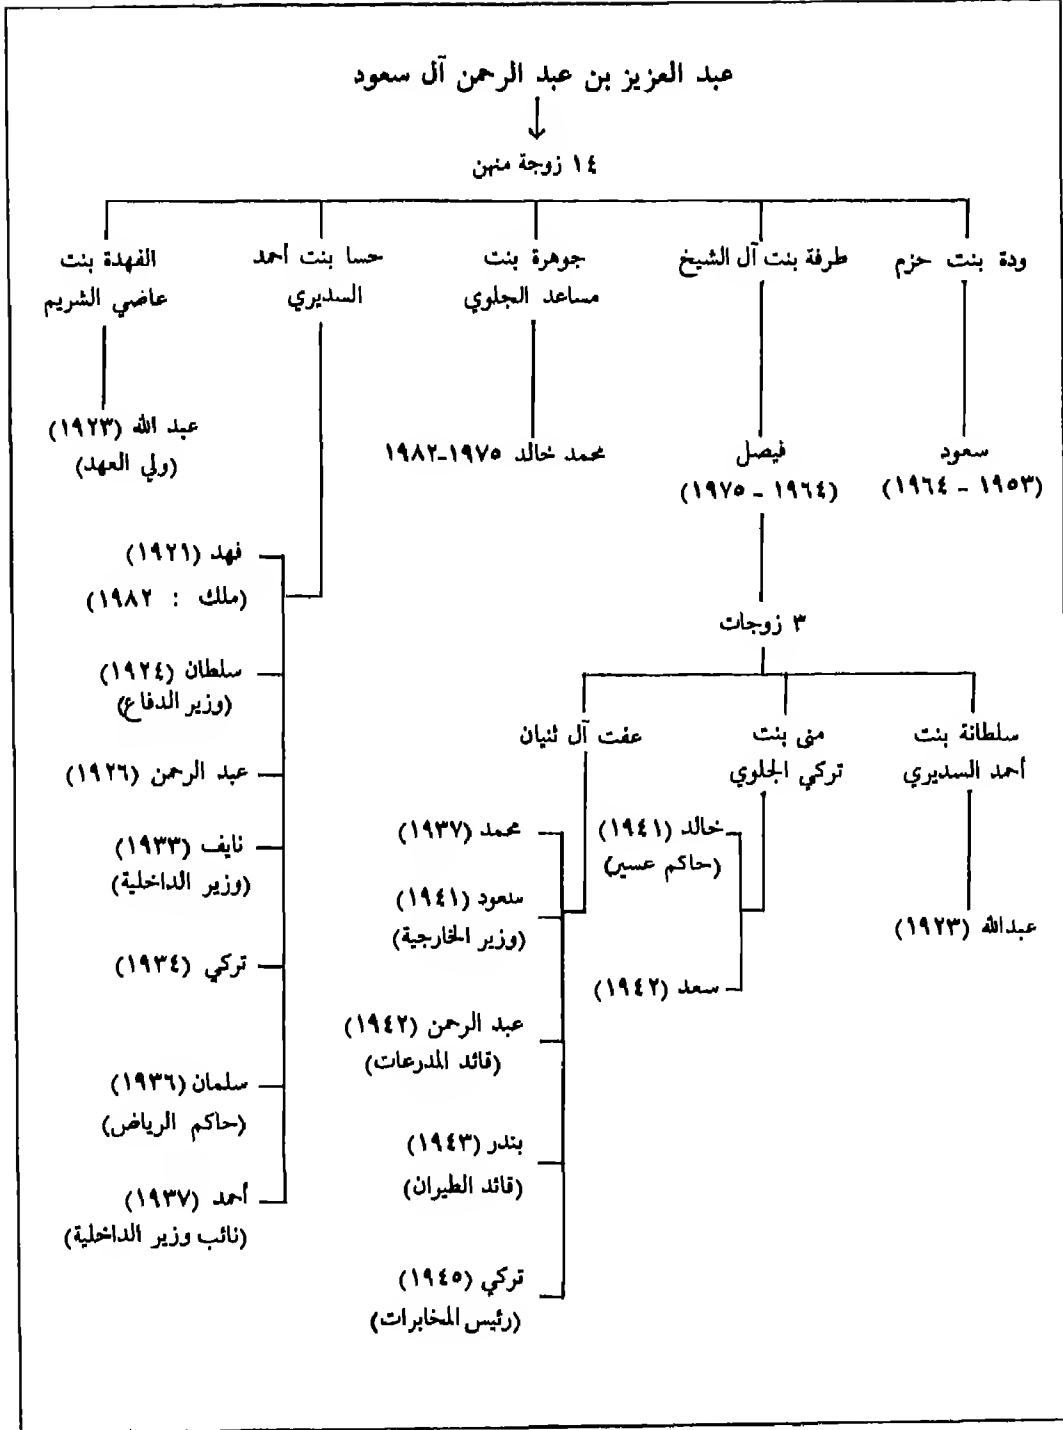 عبد العزيز بن عبد الرحمن آل سعود
١٤ زوجة منهن
ودة بنت حزم
طرفة بنت آل الشيخ
جوهرة بنت
مساعد الجلوي
حسا بنت أحمد
السديري
الفهدة بنت
عاضي الشريم
سعود
(١٩٥٣ - ١٩٦٤)
فيصل
(١٩٦٤ - ١٩٧٥)
محمد خالد ١٩٧٥-١٩٨٢
عبد الله (١٩٢٣)
(ولي العهد)
فهد (١٩٢١)
(ملك : ١٩٨٢)
سلطان (١٩٢٤)
(وزير الدفاع)
عبد الرحمن (١٩٢٦)
نايف (١٩٣٣)
(وزير الداخلية)
تركي (١٩٣٤)
سلمان (١٩٣٦)
(حاكم الرياض)
أحمد (١٩٣٧)
(نائب وزير الداخلية)
٣ زوجات
سلطانة بنت
أحمد السديري
منى بنت
تركي الجلوي
عفت آل ثنيان
عبدالله (١٩٢٣)
خالد (١٩٤١)
(حاكم عسير)
سعد (١٩٤٢)
محمد (١٩٣٧)
سعود (١٩٤١)
(وزير الخارجية)
عبد الرحمن (١٩٤٢)
(قائد المدرعات)
بندر (١٩٤٣)
(قائد الطيران)
تركي (١٩٤٥)
(رئيس المخابرات)